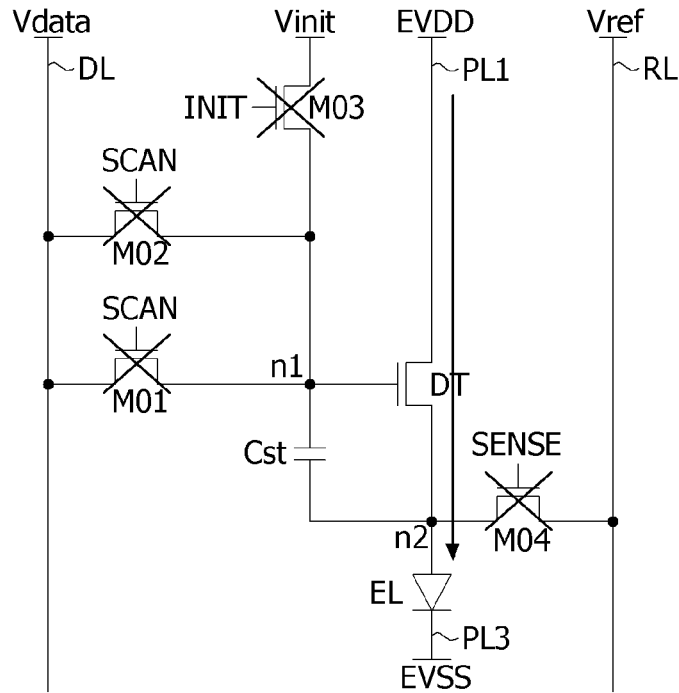 Vdata Vinit EVDD Vref
DL PL1 RL
INIT M03
SCAN
M02
SCAN
n1 DT
M01
Cst SENSE
n2 M04
EL
PL3
EVSS